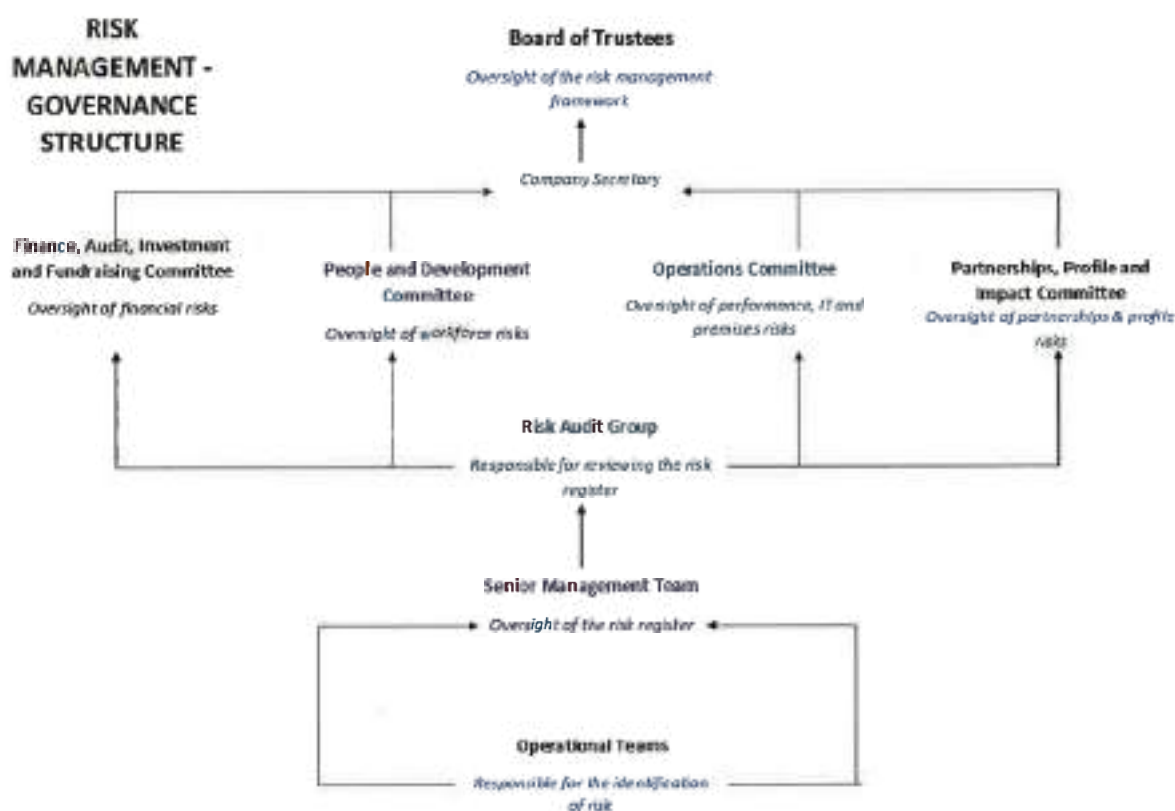 RISK
MANAGEMENT -
GOVERNANCE
STRUCTURE
Board of Trustees
Oversight of the risk management
framework
Company Secretary
Finance, Audit, Investment
and Fundraising Committee
Oversight of financial risks
People and Development
Committee
Oversight of workforce risks
Operations Committee
Oversight of performance, IT and
premises risks
Partnerships, Profile and
Impact Committee
Oversight of partnerships & profile
risks
Risk Audit Group
Responsible for reviewing the risk
register
Senior Management Team
Oversight of the risk register
Operational Teams
Responsible for the identification
of risk